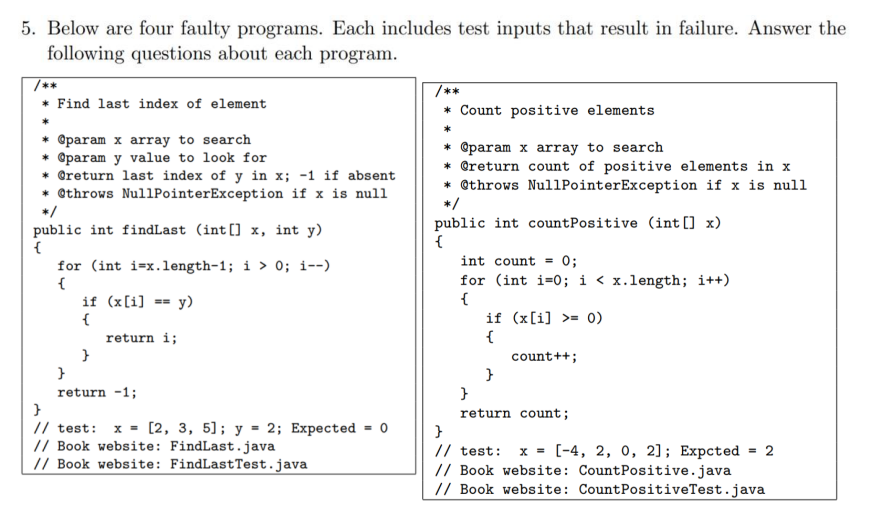 5. Below are four faulty programs. Each includes test inputs that result in failure. Answer the
following questions about each program.
/**
 * Find last index of element
 *
 * @param x array to search
 * @param y value to look for
 * @return last index of y in x; -1 if absent
 * @throws NullPointerException if x is null
 */
public int findLast (int[] x, int y)
{
   for (int i=x.length-1; i > 0; i--)
   {
      if (x[i] == y)
      {
         return i;
      }
   }
   return -1;
}
// test:  x = [2, 3, 5]; y = 2; Expected = 0
// Book website: FindLast.java
// Book website: FindLastTest.java
/**
 * Count positive elements
 *
 * @param x array to search
 * @return count of positive elements in x
 * @throws NullPointerException if x is null
 */
public int countPositive (int[] x)
{
   int count = 0;
   for (int i=0; i < x.length; i++)
   {
      if (x[i] >= 0)
      {
         count++;
      }
   }
   return count;
}
// test:  x = [-4, 2, 0, 2]; Expcted = 2
// Book website: CountPositive.java
// Book website: CountPositiveTest.java